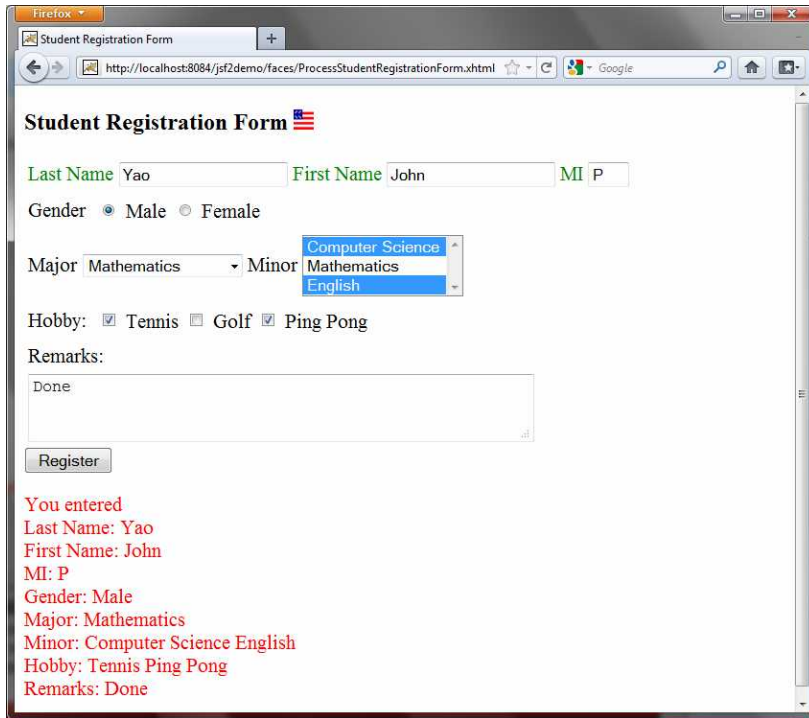 Firefox
Student Registration Form
http://localhost:8084/jsf2demo/faces/ProcessStudentRegistrationForm.xhtml Google
Student Registration Form
Last Name Yao First Name John MI P
Gender Male Female
Computer Science
Major Mathematics Minor Mathematics
English
Hobby: Tennis Golf Ping Pong
Remarks:
Done
Register
You entered
Last Name: Yao
First Name: John
MI: P
Gender: Male
Major: Mathematics
Minor: Computer Science English
Hobby: Tennis Ping Pong
Remarks: Done